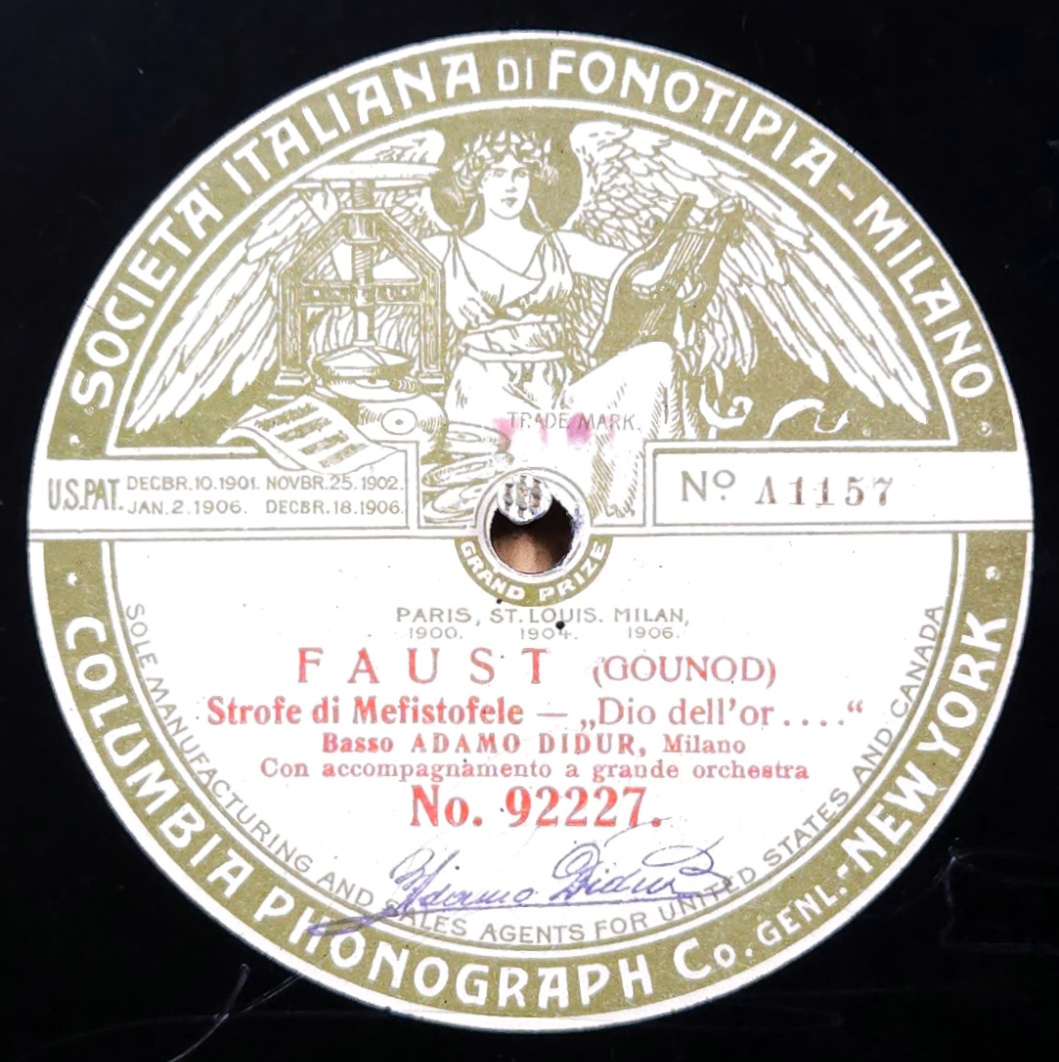 SOCIETA' ITALIANA DI FONOTIPIA - MILANO
TRADE MARK.
U.S. PAT. DECBR. 10. 1901. NOVBR. 25. 1902.
JAN. 2. 1906. DECBR. 18. 1906.
No. A1157
GRAND PRIZE
PARIS, ST. LOUIS. MILAN,
1900. 1904. 1906.
FAUST (GOUNOD)
Strofe di Mefistofele — „Dio dell'or ....“
Basso ADAMO DIDUR, Milano
Con accompagnamento a grande orchestra
No. 92227.
Adamo Didur
SOLE MANUFACTURING AND SALES AGENTS FOR UNITED STATES AND CANADA
COLUMBIA PHONOGRAPH Co. GENL. - NEW YORK